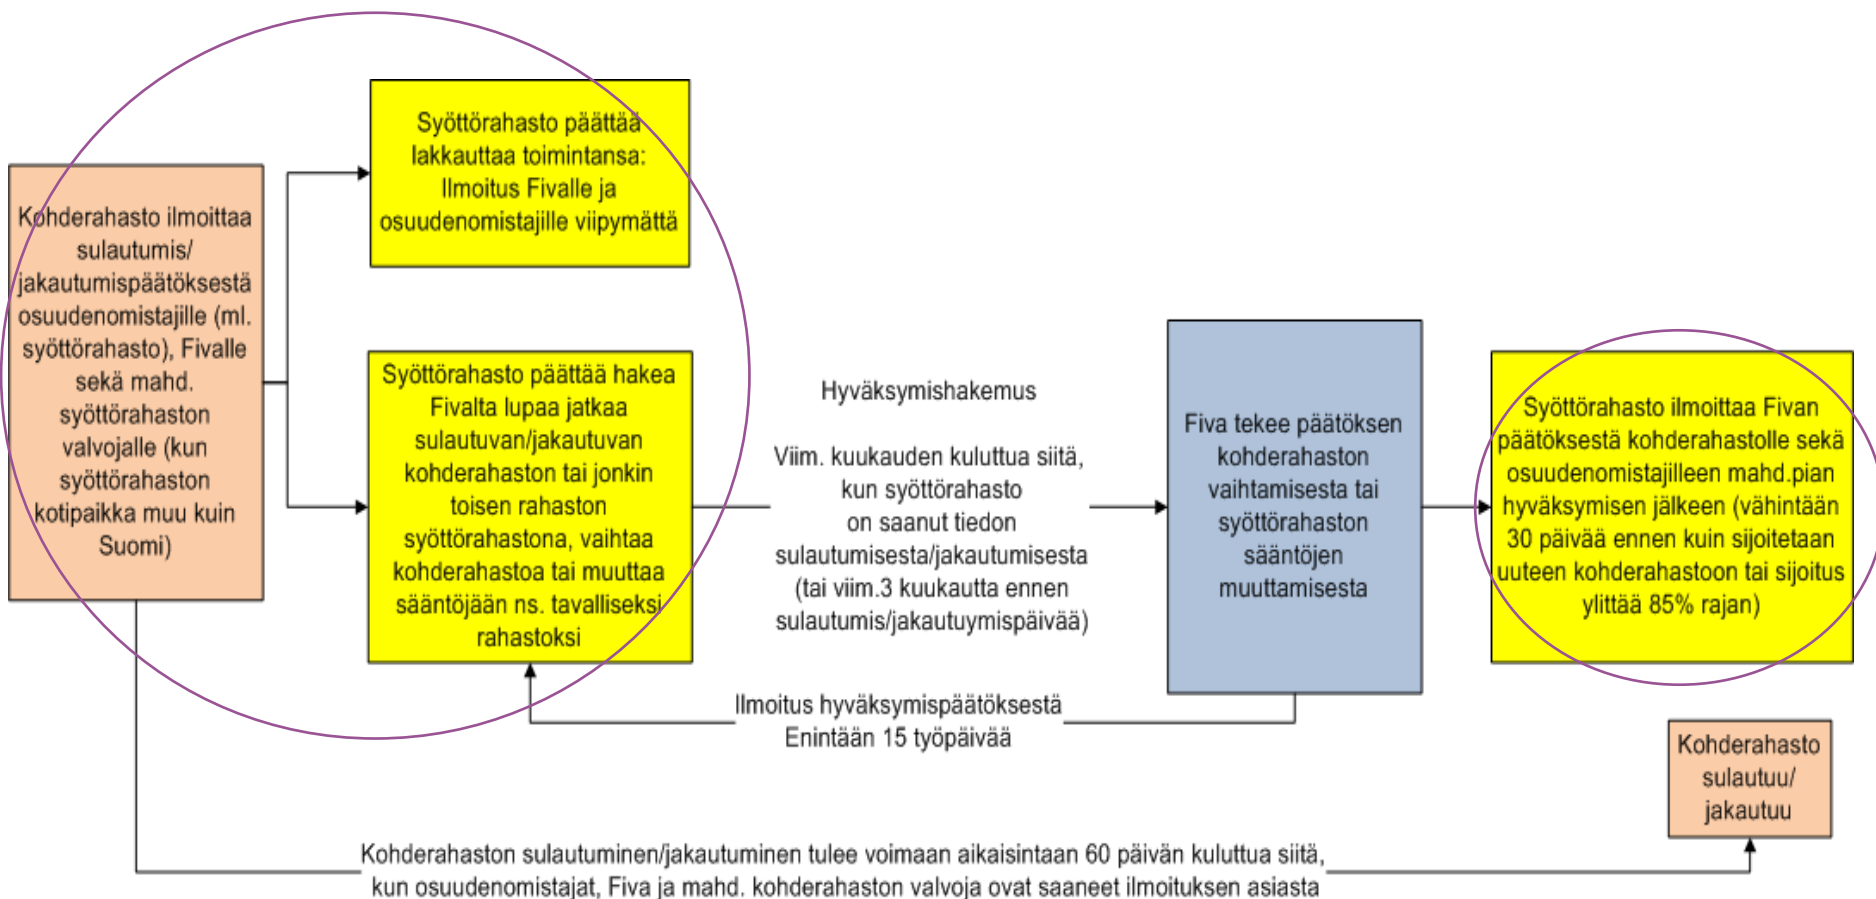 Kohderahasto ilmoittaa
sulautumis/
jakautumispäätöksestä
osuudenomistajille (ml.
syöttörahasto), Fivalle
sekä mahd.
syöttörahaston
valvojalle (kun
syöttörahaston
kotipaikka muu kuin
Suomi)
Syöttörahasto päättää
lakkauttaa toimintansa:
Ilmoitus Fivalle ja
osuudenomistajille viipymättä
Syöttörahasto päättää hakea
Fivalta lupaa jatkaa
sulautuvan/jakautuvan
kohderahaston tai jonkin
toisen rahaston
syöttörahastona, vaihtaa
kohderahastoa tai muuttaa
sääntöjään ns. tavalliseksi
rahastoksi
Hyväksymishakemus
Viim. kuukauden kuluttua siitä,
kun syöttörahasto
on saanut tiedon
sulautumisesta/jakautumisesta
(tai viim.3 kuukautta ennen
sulautumis/jakautuymispäivää)
Fiva tekee päätöksen
kohderahaston
vaihtamisesta tai
syöttörahaston
sääntöjen
muuttamisesta
Syöttörahasto ilmoittaa Fivan
päätöksestä kohderahastolle sekä
osuudenomistajilleen mahd.pian
hyväksymisen jälkeen (vähintään
30 päivää ennen kuin sijoitetaan
uuteen kohderahastoon tai sijoitus
ylittää 85% rajan)
Ilmoitus hyväksymispäätöksestä
Enintään 15 työpäivää
Kohderahasto
sulautuu/
jakautuu
Kohderahaston sulautuminen/jakautuminen tulee voimaan aikaisintaan 60 päivän kuluttua siitä,
kun osuudenomistajat, Fiva ja mahd. kohderahaston valvoja ovat saaneet ilmoituksen asiasta